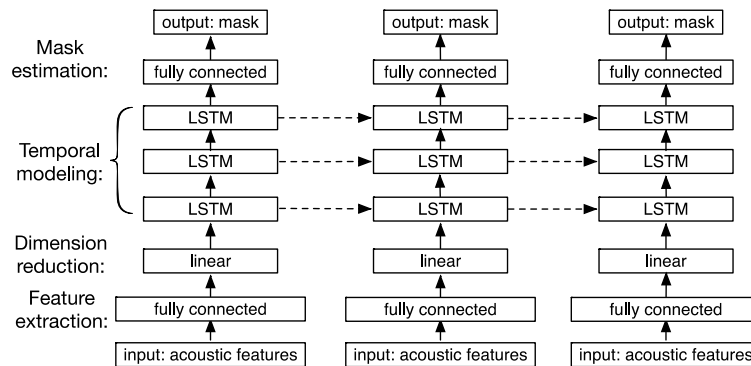 output: mask output: mask output: mask
Mask
estimation:
fully connected fully connected fully connected
LSTM LSTM LSTM
Temporal
modeling:
LSTM LSTM LSTM
LSTM LSTM LSTM
Dimension
reduction:
linear linear linear
Feature
extraction:
fully connected fully connected fully connected
input: acoustic features input: acoustic features input: acoustic features